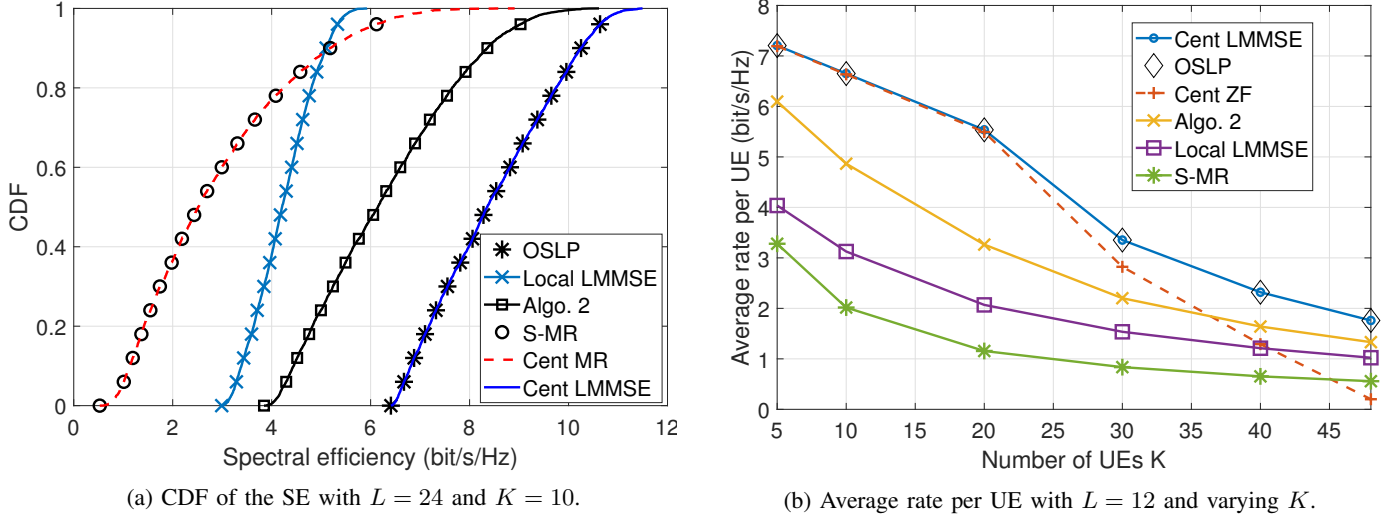 1
0.8
0.6
0.4
0.2
0
CDF
0 2 4 6 8 10 12
Spectral efficiency (bit/s/Hz)
OSLP
Local LMMSE
Algo. 2
S-MR
Cent MR
Cent LMMSE
(a) CDF of the SE with L = 24 and K = 10.
8
7
6
5
4
3
2
1
0
Average rate per UE (bit/s/Hz)
5 10 15 20 25 30 35 40 45
Number of UEs K
Cent LMMSE
OSLP
Cent ZF
Algo. 2
Local LMMSE
S-MR
(b) Average rate per UE with L = 12 and varying K.